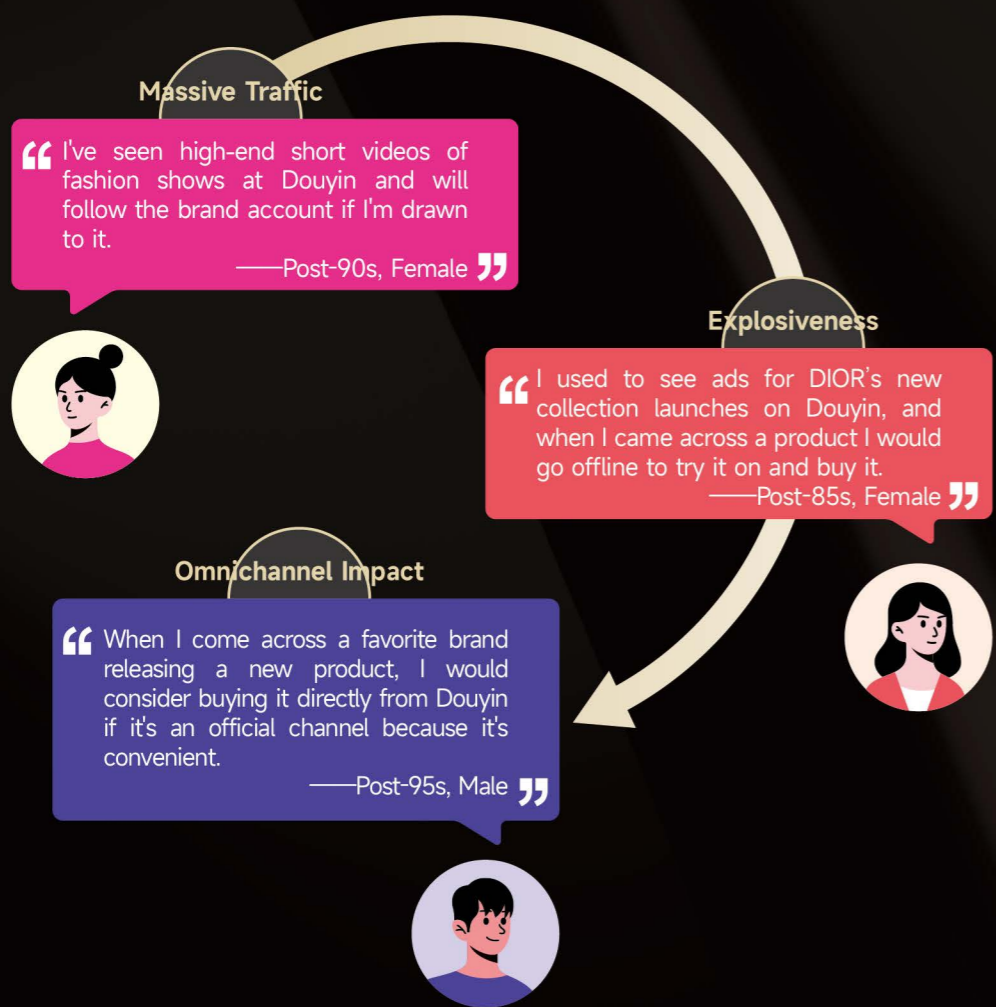 Massive Traffic
“ I've seen high-end short videos of
fashion shows at Douyin and will
follow the brand account if I'm drawn
to it.
——Post-90s, Female ”
Explosiveness
“ I used to see ads for DIOR’s new
collection launches on Douyin, and
when I came across a product I would
go offline to try it on and buy it.
——Post-85s, Female ”
Omnichannel Impact
“ When I come across a favorite brand
releasing a new product, I would
consider buying it directly from Douyin
if it's an official channel because it's
convenient.
——Post-95s, Male ”